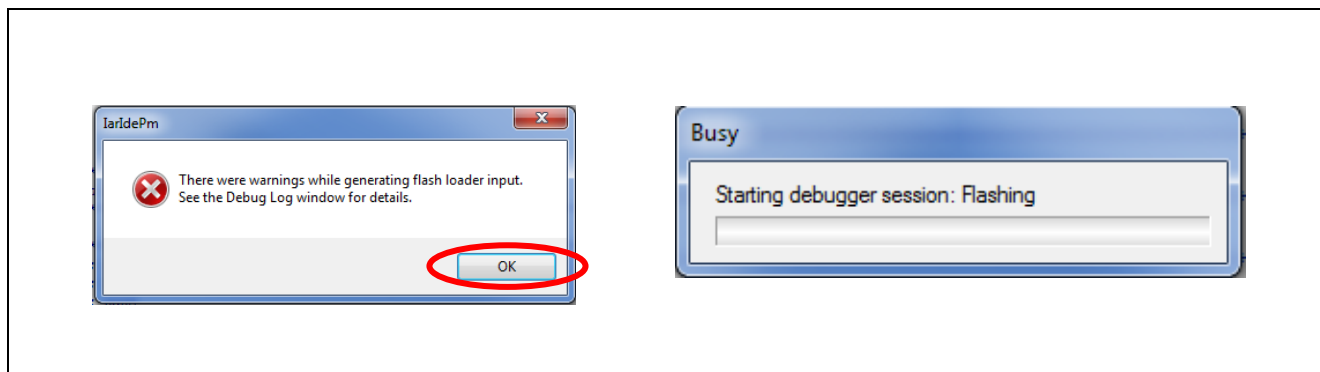 IarIdePm
There were warnings while generating flash loader input.
See the Debug Log window for details.
OK
Busy
Starting debugger session: Flashing